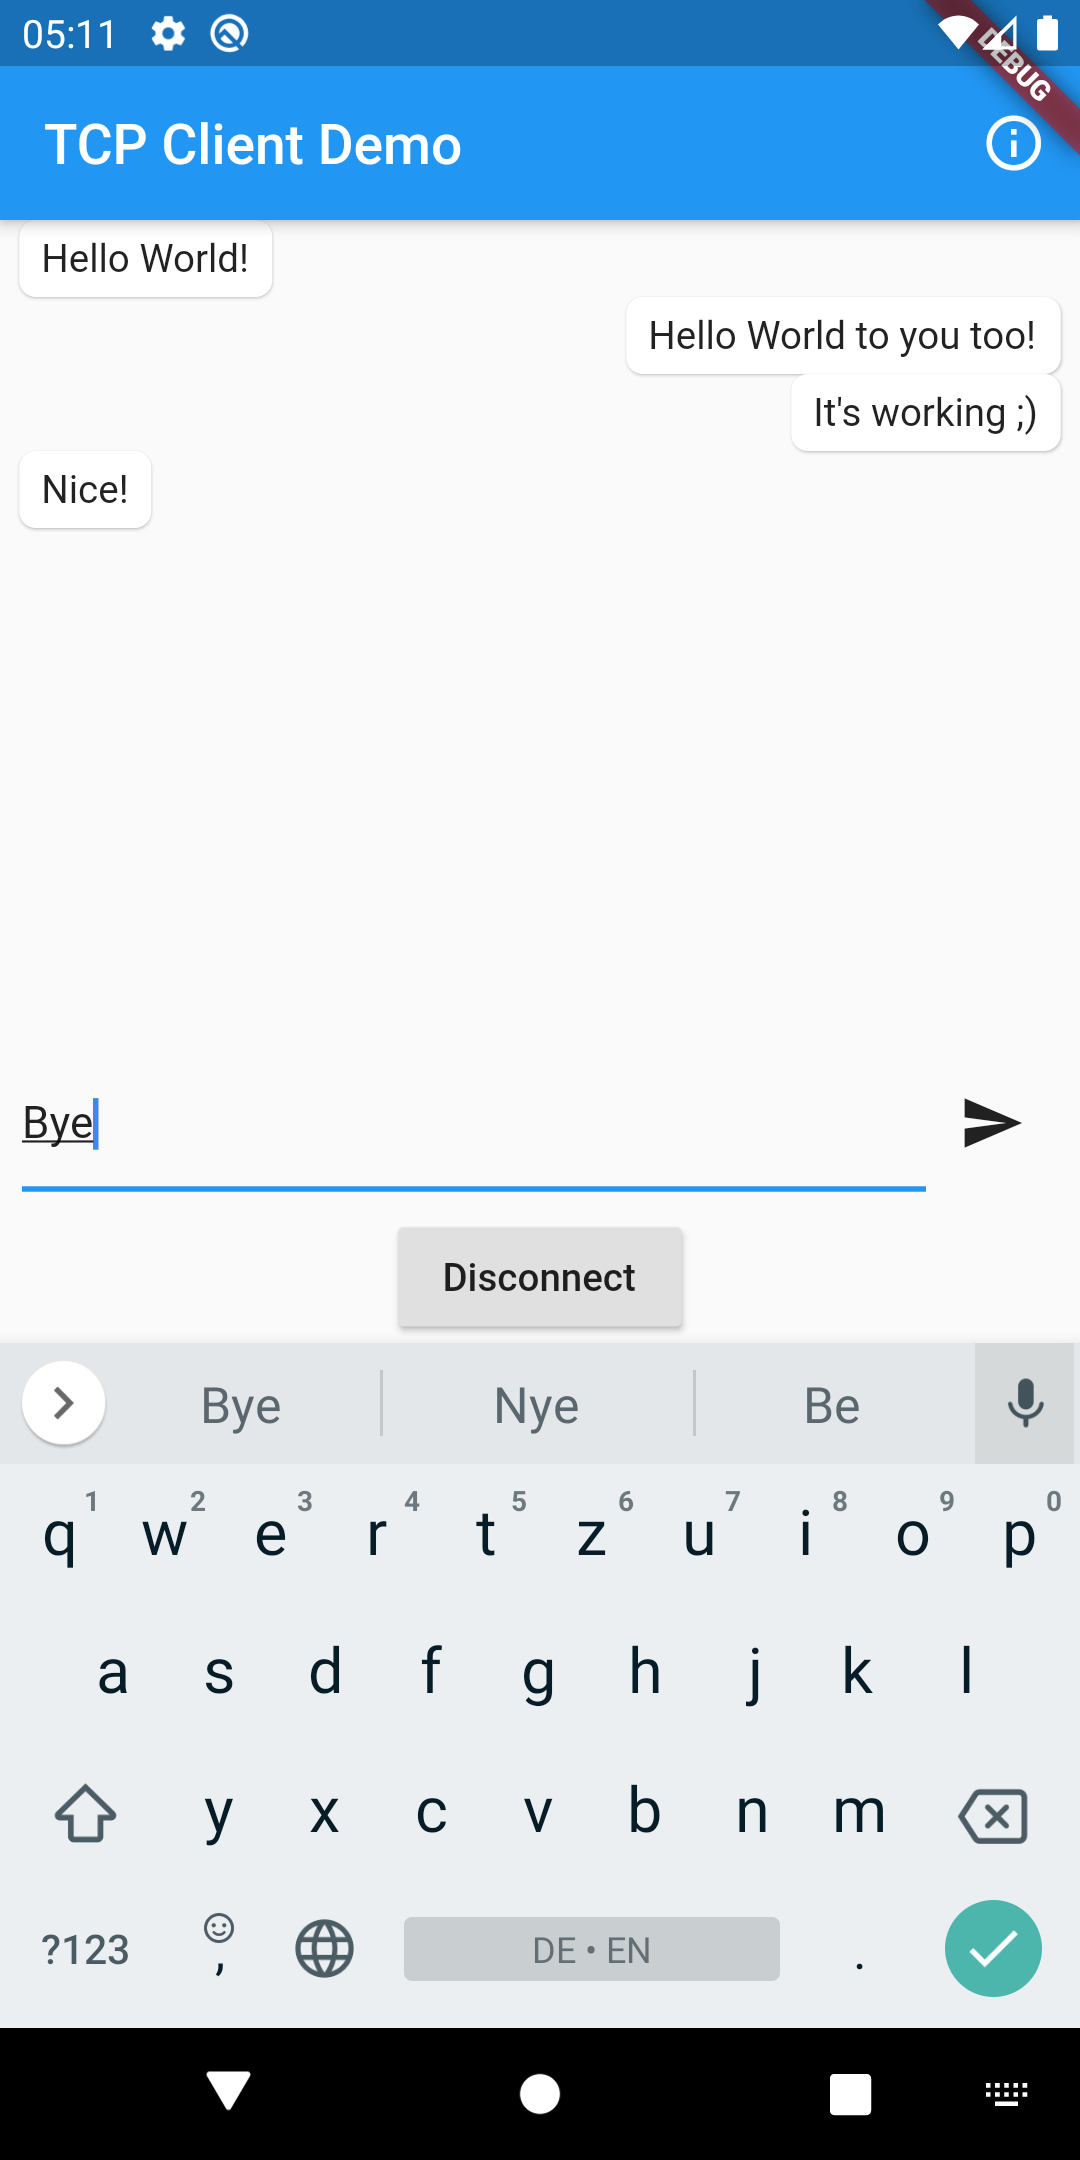 05:11
DEBUG
TCP Client Demo
Hello World!
Hello World to you too!
It's working ;)
Nice!
Bye
Disconnect
Bye Nye Be
1 2 3 4 5 6 7 8 9 0
q w e r t z u i o p
a s d f g h j k l
y x c v b n m
?123 , DE • EN .